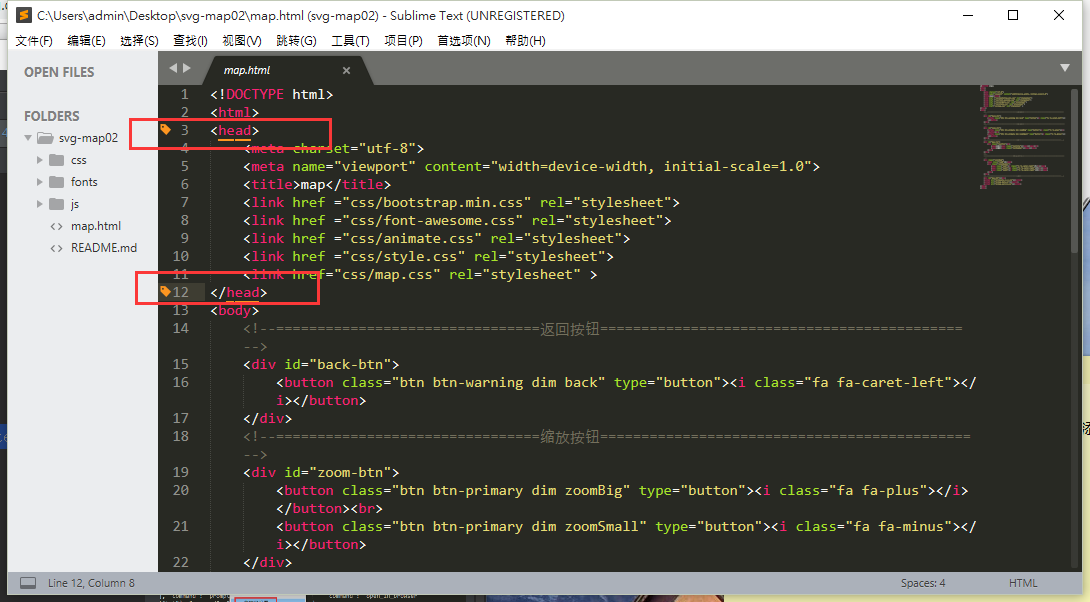 C:\Users\admin\Desktop\svg-map02\map.html (svg-map02) - Sublime Text (UNREGISTERED)
文件(F) 编辑(E) 选择(S) 查找(I) 视图(V) 跳转(G) 工具(T) 项目(P) 首选项(N) 帮助(H)
OPEN FILES
FOLDERS
svg-map02
css
fonts
js
map.html
README.md
map.html
1 <!DOCTYPE html>
2 <html>
3 <head>
4 <meta charset="utf-8">
5 <meta name="viewport" content="width=device-width, initial-scale=1.0">
6 <title>map</title>
7 <link href ="css/bootstrap.min.css" rel="stylesheet">
8 <link href ="css/font-awesome.css" rel="stylesheet">
9 <link href ="css/animate.css" rel="stylesheet">
10 <link href ="css/style.css" rel="stylesheet">
11 <link href="css/map.css" rel="stylesheet" >
12 </head>
13 <body>
14 <!--================================返回按钮============================================
-->
15 <div id="back-btn">
16 <button class="btn btn-warning dim back" type="button"><i class="fa fa-caret-left"></
i></button>
17 </div>
18 <!--================================缩放按钮=============================================
-->
19 <div id="zoom-btn">
20 <button class="btn btn-primary dim zoomBig" type="button"><i class="fa fa-plus"></i>
</button><br>
21 <button class="btn btn-primary dim zoomSmall" type="button"><i class="fa fa-minus"></
i></button>
22 </div>
Line 12, Column 8
Spaces: 4
HTML